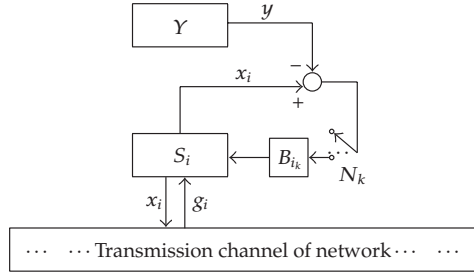 Y
y
−
x_i
+
S_i
B_{i_k}
⋯
N_k
x_i
g_i
⋯ ⋯ Transmission channel of network ⋯ ⋯